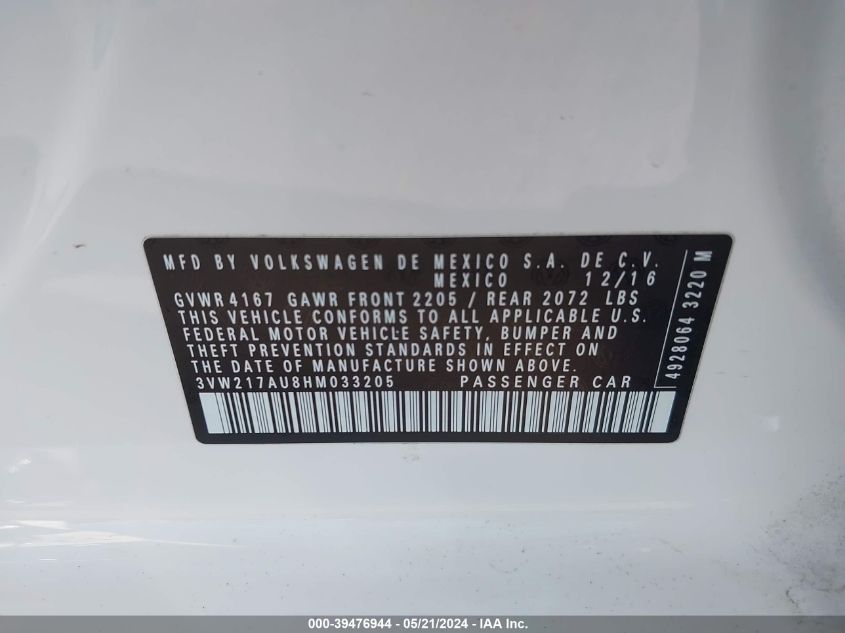 MFD BY VOLKSWAGEN DE MEXICO S.A. DE C.V.
MEXICO 12/16
GVWR 4167 GAWR FRONT 2205 / REAR 2072 LBS
THIS VEHICLE CONFORMS TO ALL APPLICABLE U.S.
FEDERAL MOTOR VEHICLE SAFETY, BUMPER AND
THEFT PREVENTION STANDARDS IN EFFECT ON
THE DATE OF MANUFACTURE SHOWN ABOVE.
3VW217AU8HM033205 PASSENGER CAR
4928064 3220 M
000-39476944 - 05/21/2024 - IAA Inc.